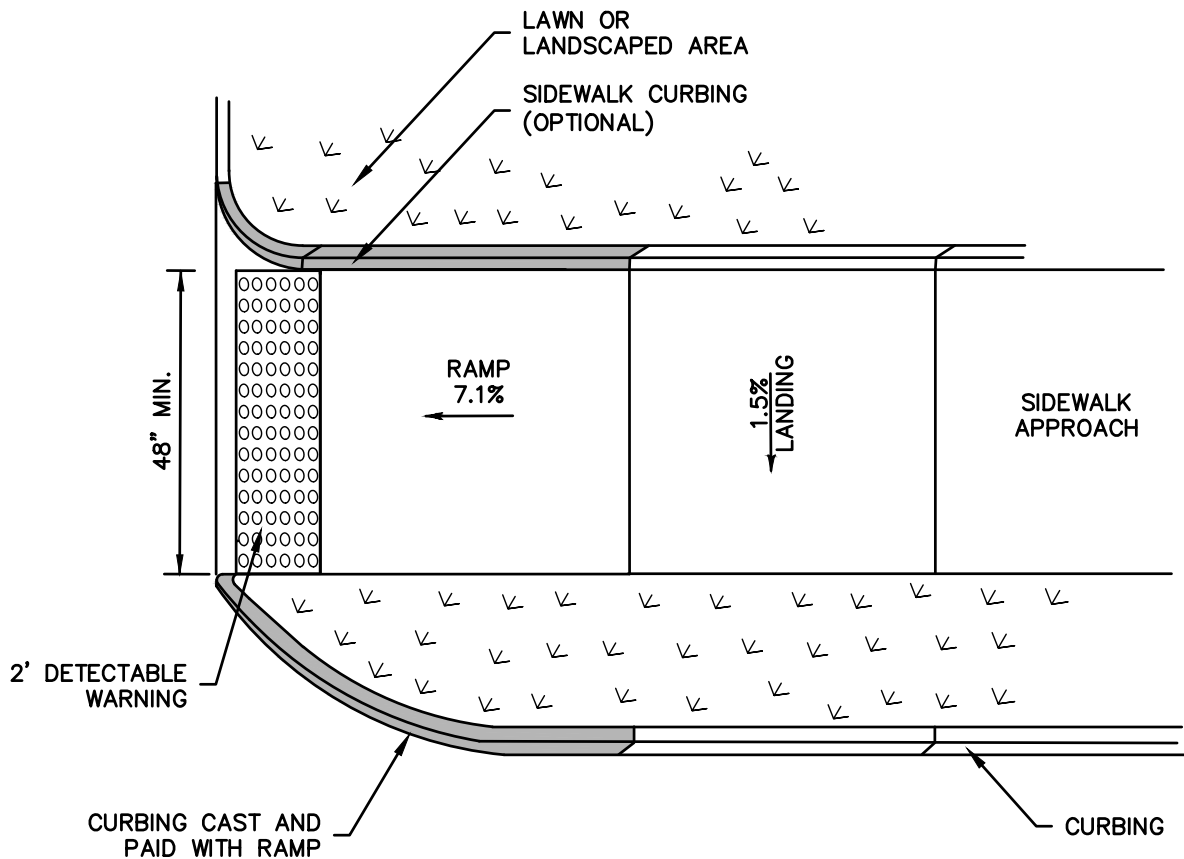 LAWN OR
LANDSCAPED AREA
SIDEWALK CURBING
(OPTIONAL)
48" MIN.
RAMP
7.1%
1.5%
LANDING
SIDEWALK
APPROACH
2' DETECTABLE
WARNING
CURBING CAST AND
PAID WITH RAMP
CURBING